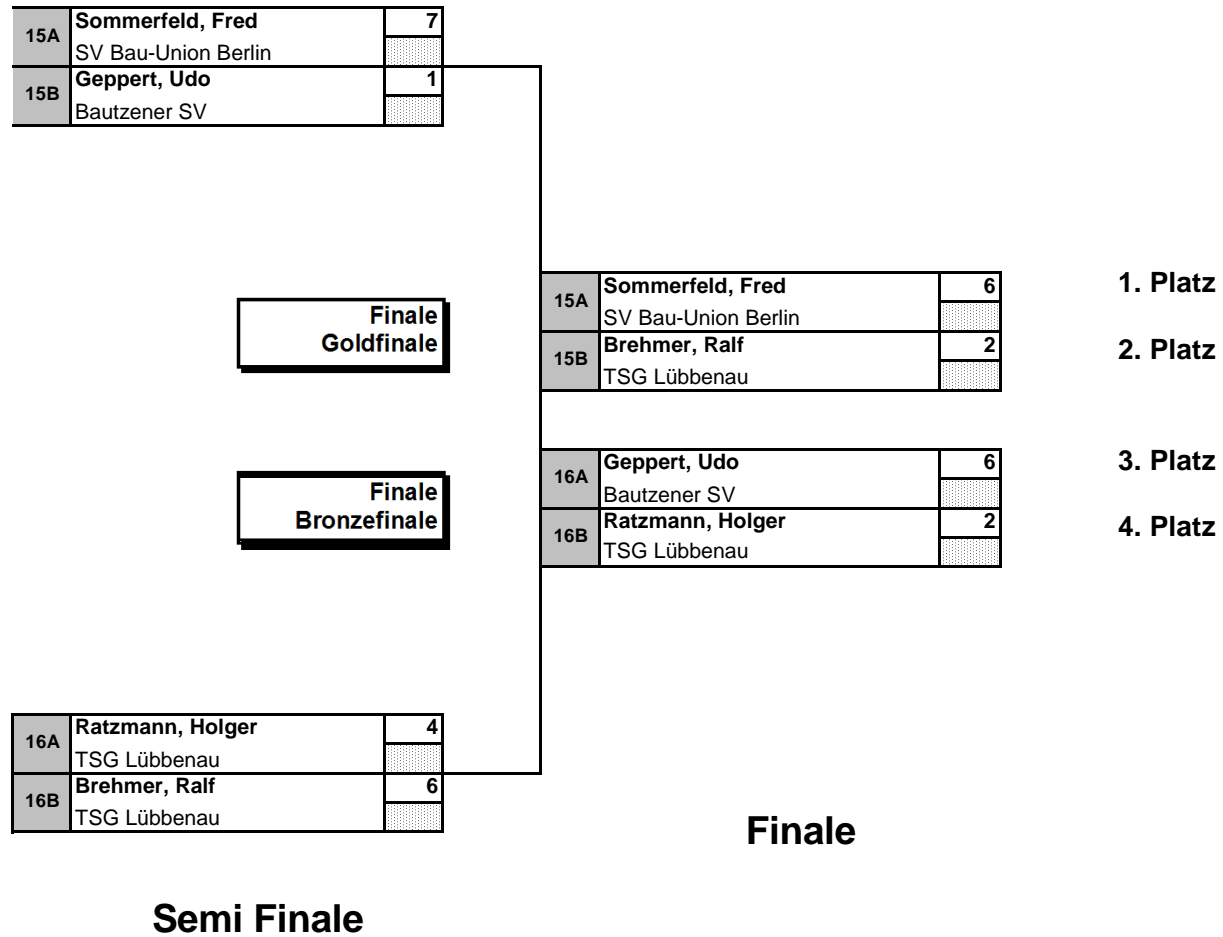 15A Sommerfeld, Fred 7
SV Bau-Union Berlin
15B Geppert, Udo 1
Bautzener SV
15A Sommerfeld, Fred 6 1. Platz
SV Bau-Union Berlin
Finale
Goldfinale
15B Brehmer, Ralf 2 2. Platz
TSG Lübbenau
16A Geppert, Udo 6 3. Platz
Bautzener SV
Finale
Bronzefinale
16B Ratzmann, Holger 2 4. Platz
TSG Lübbenau
16A Ratzmann, Holger 4
TSG Lübbenau
16B Brehmer, Ralf 6
TSG Lübbenau
Finale
Semi Finale